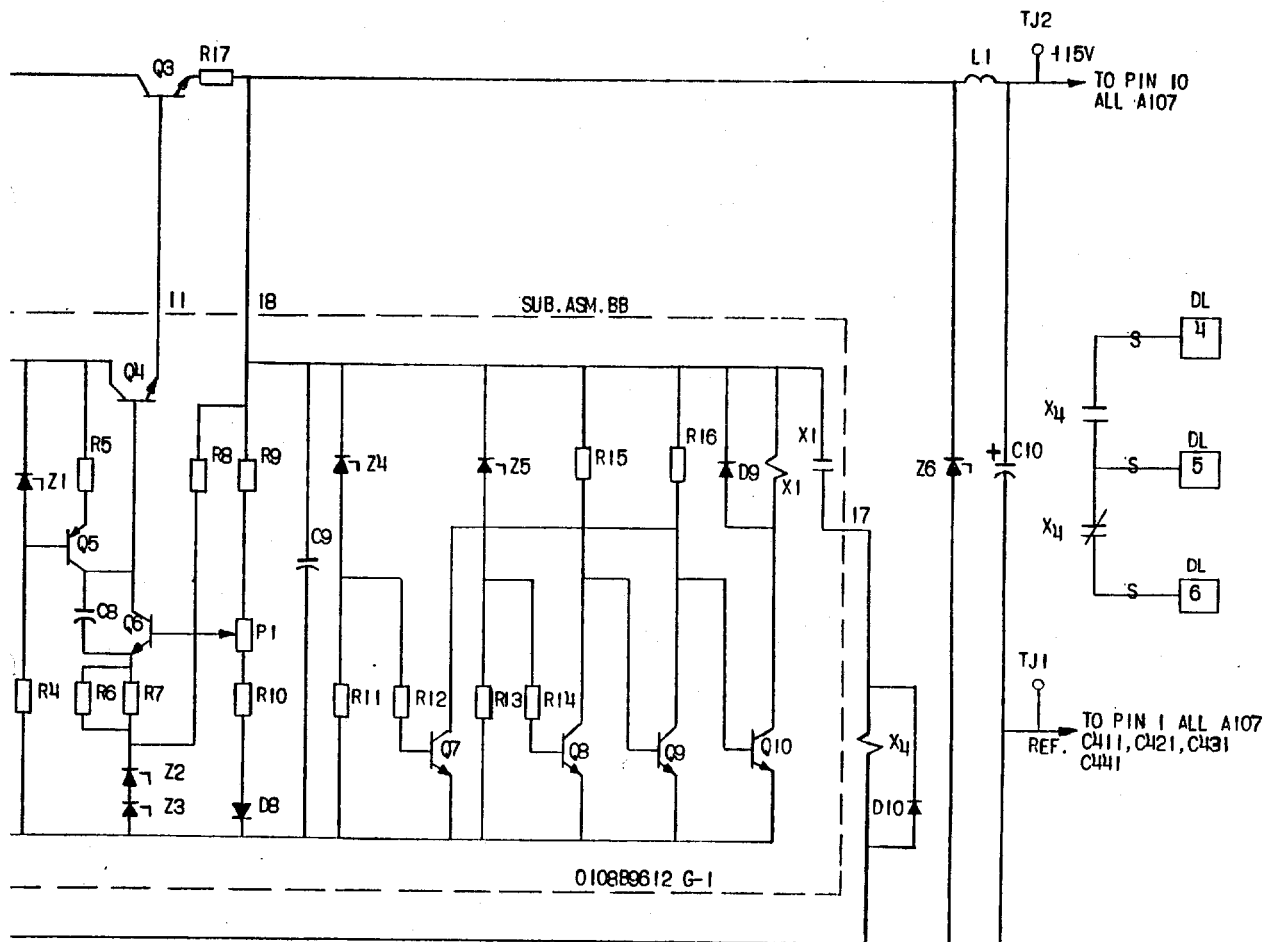 TJ2
+15V
L1
TO PIN 10
ALL A107
Q3
R17
11
18
SUB.ASM.BB
DL
4
S
Q4
X4
R5
R8
R9
Z4
Z5
R15
R16
D9
X1
X1
Z6
+
C10
DL
5
S
Z1
Q5
C9
17
X4
C8
Q6
P1
DL
6
S
TJ1
R4
R6
R7
R10
R11
R12
R13
R14
Q7
Q8
Q9
Q10
X4
TO PIN 1 ALL A107
REF.
C411, C421, C431
C441
Z2
Z3
D8
D10
0108B9612 G-1